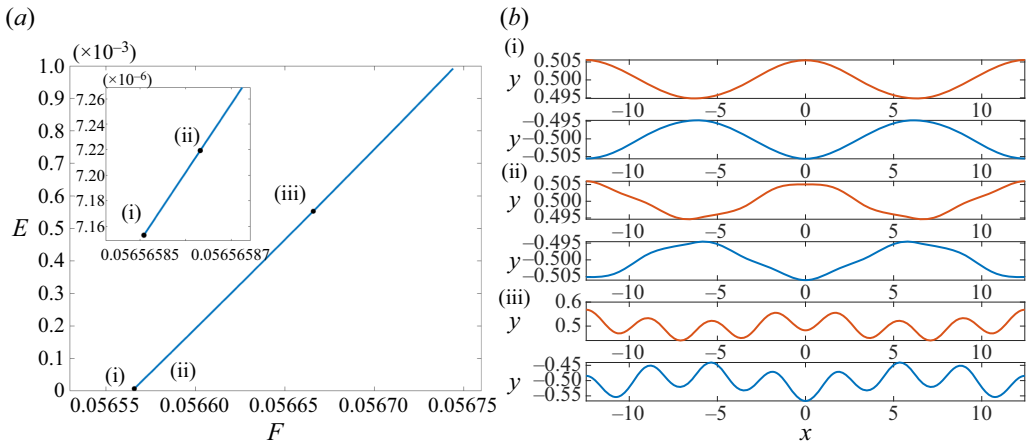 (a)
(×10⁻³)
1.0
0.9
0.8
0.7
0.6
0.5
0.4
0.3
0.2
0.1
0
E
(×10⁻⁶)
7.26
7.24
7.22
7.20
7.18
7.16
(i)
(ii)
0.05656585 0.05656587
(iii)
(i) (ii)
0.05655 0.05660 0.05665 0.05670 0.05675
F
(b)
(i)
y
0.505
0.500
0.495
−10 −5 0 5 10
y
−0.495
−0.500
−0.505
−10 −5 0 5 10
(ii)
y
0.505
0.495
−10 −5 0 5 10
y
−0.495
−0.505
−10 −5 0 5 10
(iii)
y
0.6
0.5
−10 −5 0 5 10
y
−0.45
−0.50
−0.55
−10 −5 0 5 10
x